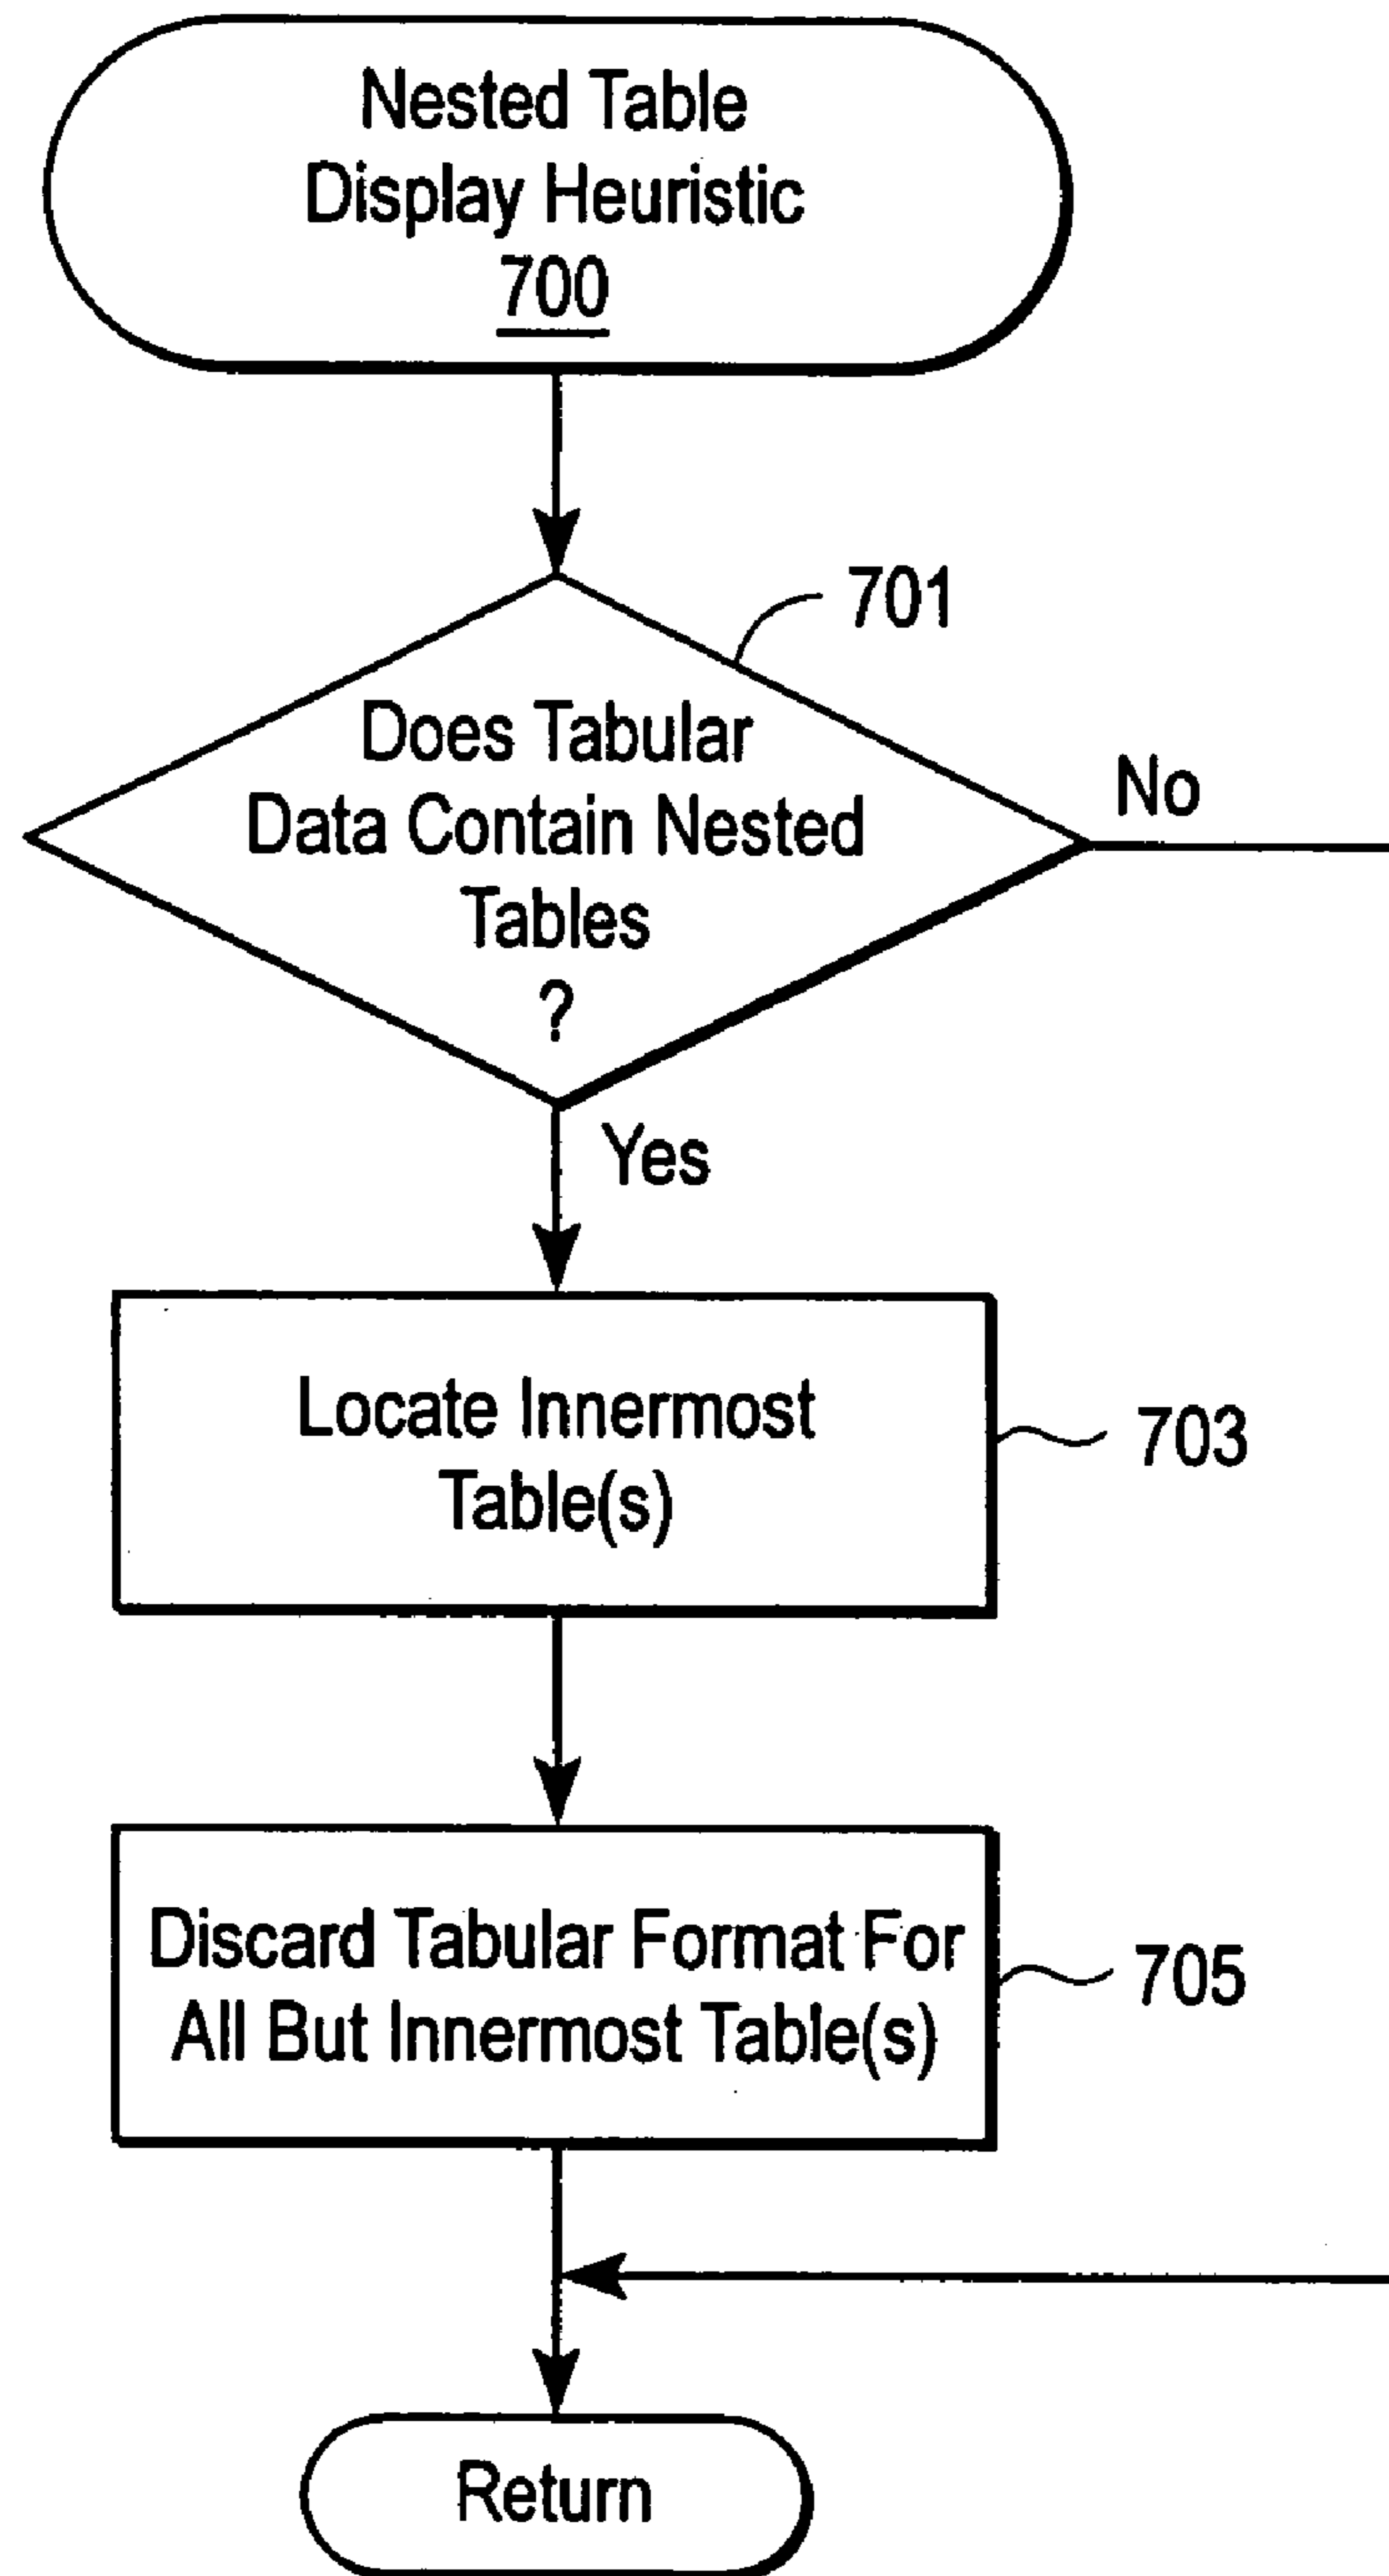 Nested Table
Display Heuristic
700
701
Does Tabular
Data Contain Nested
Tables
?
No
Yes
Locate Innermost
Table(s)
703
Discard Tabular Format For
All But Innermost Table(s)
705
Return